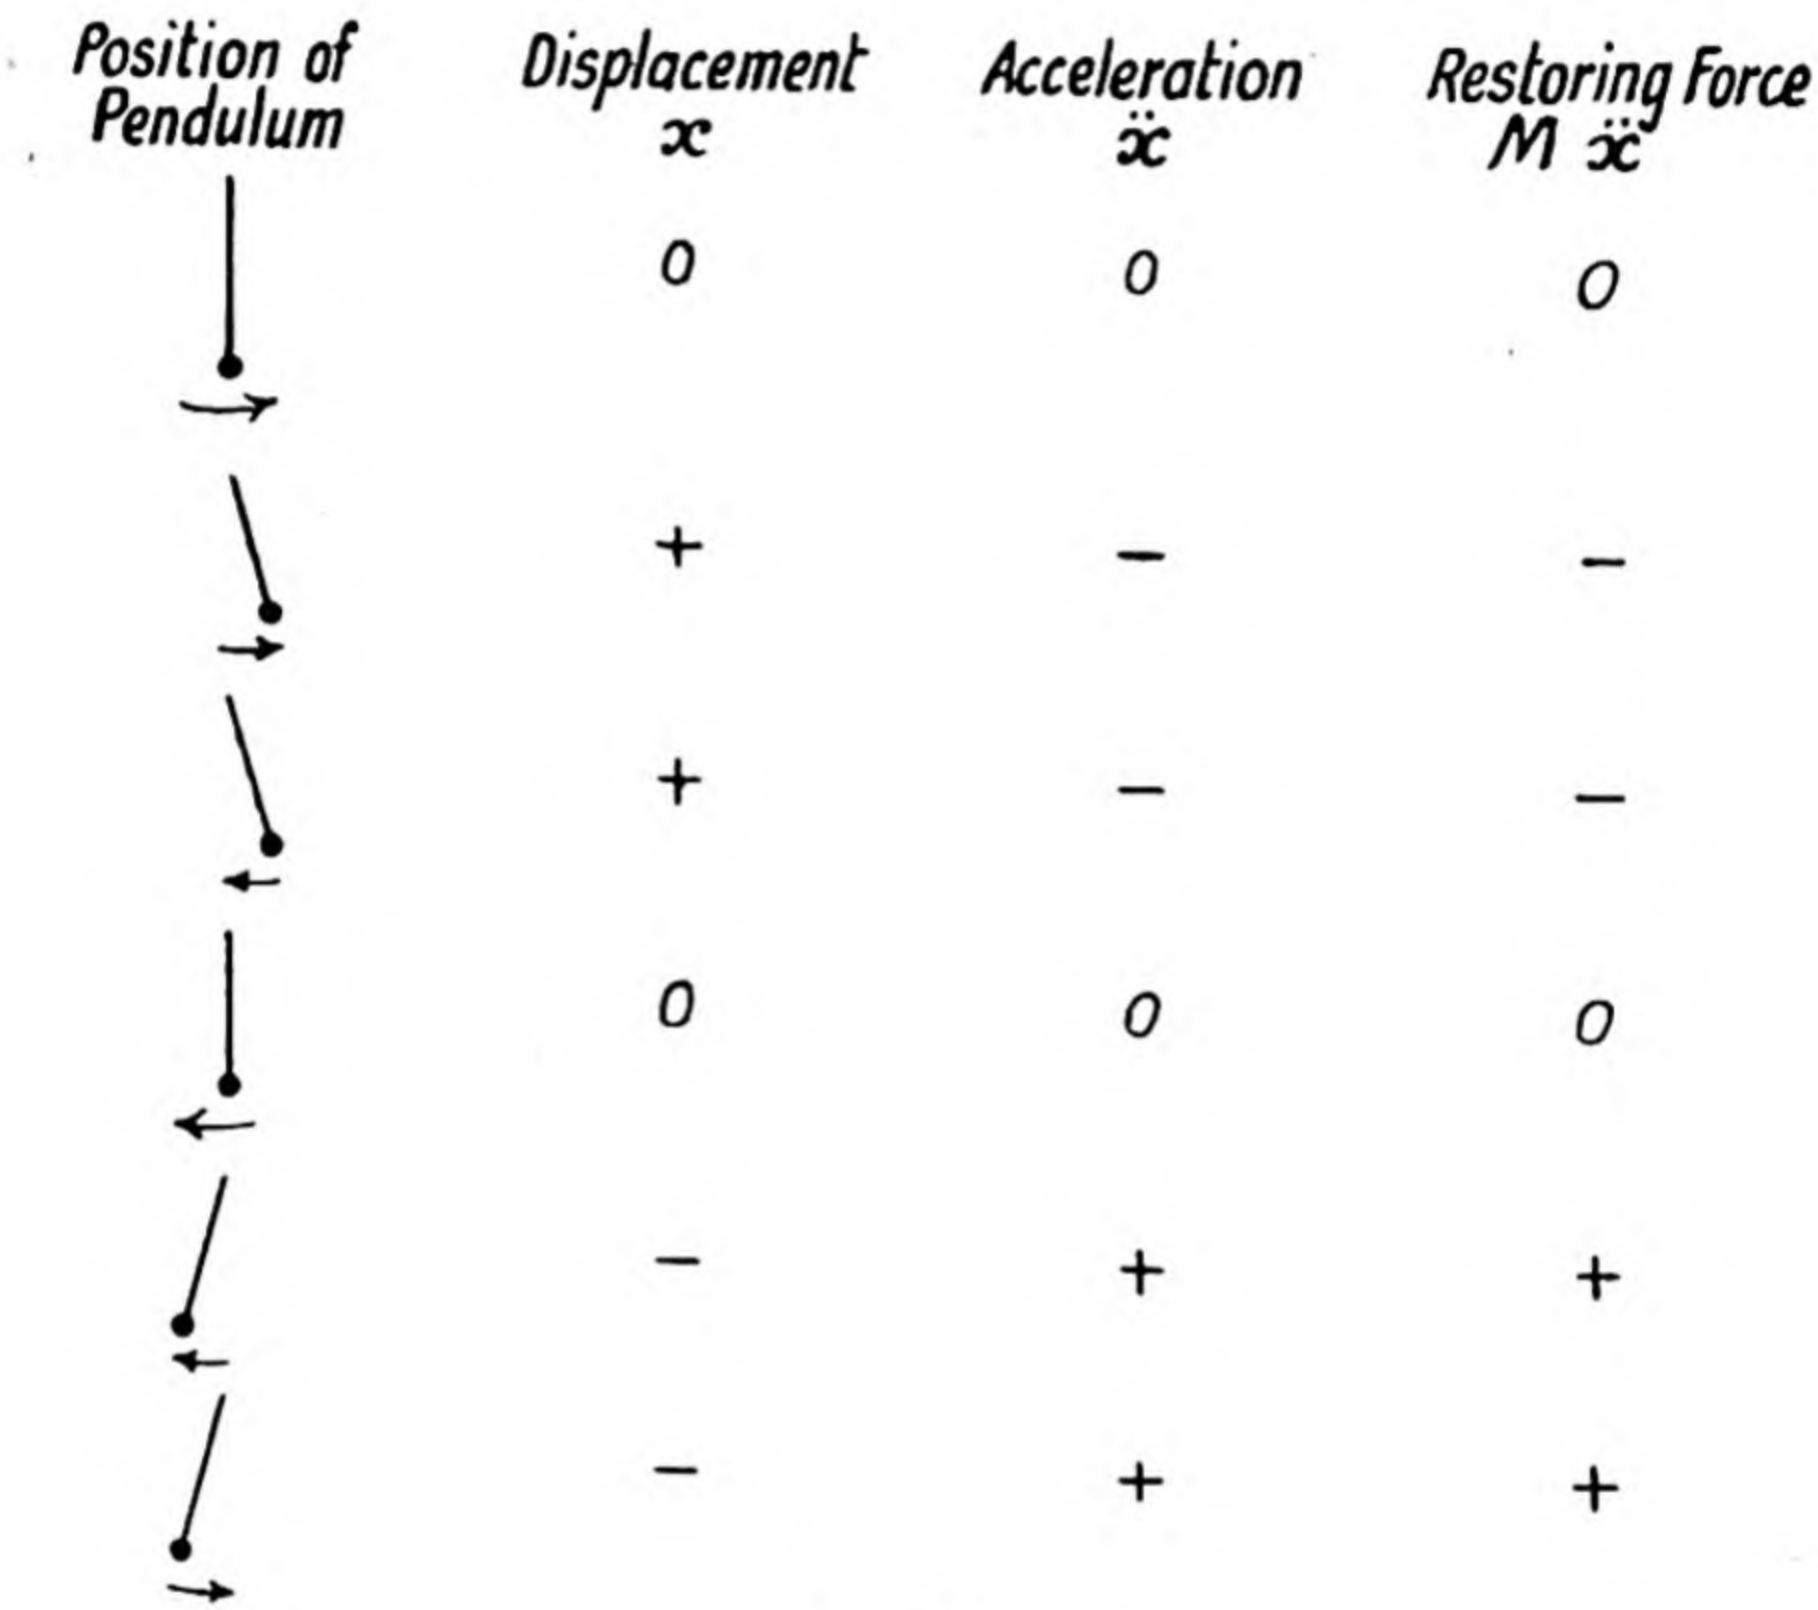 Position of Pendulum Displacement Acceleration Restoring Force
x ẍ M ẍ
0 0 0
+ − −
+ − −
0 0 0
− + +
− + +